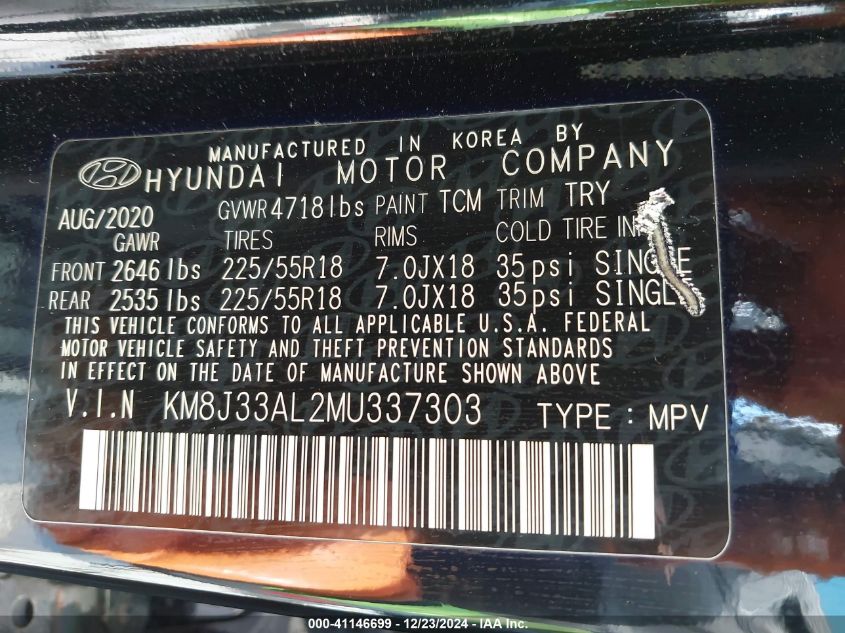 MANUFACTURED IN KOREA BY
HYUNDAI MOTOR COMPANY
AUG/2020 GVWR 4718 lbs PAINT TCM TRIM TRY
GAWR TIRES RIMS COLD TIRE IN
FRONT 2646 lbs 225/55R18 7.0JX18 35psi SINGLE
REAR 2535 lbs 225/55R18 7.0JX18 35psi SINGLE
THIS VEHICLE CONFORMS TO ALL APPLICABLE U.S.A. FEDERAL
MOTOR VEHICLE SAFETY AND THEFT PREVENTION STANDARDS
IN EFFECT ON THE DATE OF MANUFACTURE SHOWN ABOVE
V.I.N KM8J33AL2MU337303 TYPE : MPV
000-41146699 - 12/23/2024 - IAA Inc.